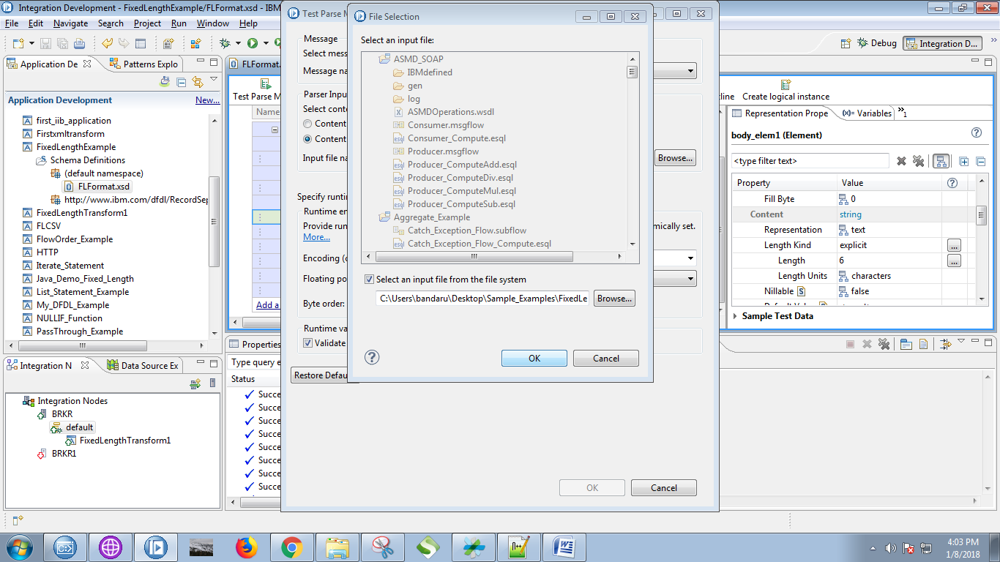 Integration Development - FixedLengthExample/FLFormat.xsd - IBM
File Edit Navigate Search Project Run Window Help
Debug
Integration D...
Application De
Patterns Explo
Application Development
New...
first_iib_application
Firstxmltransform
FixedLengthExample
Schema Definitions
(default namespace)
FLFormat.xsd
http://www.ibm.com/dfdl/RecordSep
FixedLengthTransform1
FLCSV
FlowOrder_Example
HTTP
Iterate_Statement
Java_Demo_Fixed_Length
List_Statement_Example
My_DFDL_Example
NULLIF_Function
PassThrough_Example
Integration N
Data Source Ex
Integration Nodes
BRKR
default
FixedLengthTransform1
BRKR1
FLFormat.
Test Parse M
Name
Add a
Properties
Type query e
Status
Succe
Succe
Succe
Succe
Succe
Succe
Succe
Succe
Test Parse M
Message
Select mess
Message na
Parser Inpu
Select conte
Content
Content
Input file na
Browse...
Specify runtin
Runtime en
Provide run
mically set.
More...
Encoding (c
Floating po
Byte order:
Runtime va
Validate
Restore Defau
OK
Cancel
File Selection
Select an input file:
ASMD_SOAP
IBMdefined
gen
log
ASMDOperations.wsdl
Consumer.msgflow
Consumer_Compute.esql
Producer.msgflow
Producer_ComputeAdd.esql
Producer_ComputeDiv.esql
Producer_ComputeMul.esql
Producer_ComputeSub.esql
Aggregate_Example
Catch_Exception_Flow.subflow
Catch_Exception_Flow_Compute.esql
Select an input file from the file system
C:\Users\bandaru\Desktop\Sample_Examples\FixedLe
Browse...
OK
Cancel
tline
Create logical instance
Representation Prope
(x)= Variables
»1
body_elem1 (Element)
<type filter text>
Property Value
Fill Byte 0
Content string
Representation text
Length Kind explicit
Length 6
Length Units characters
Nillable false
Sample Test Data
4:03 PM
1/8/2018